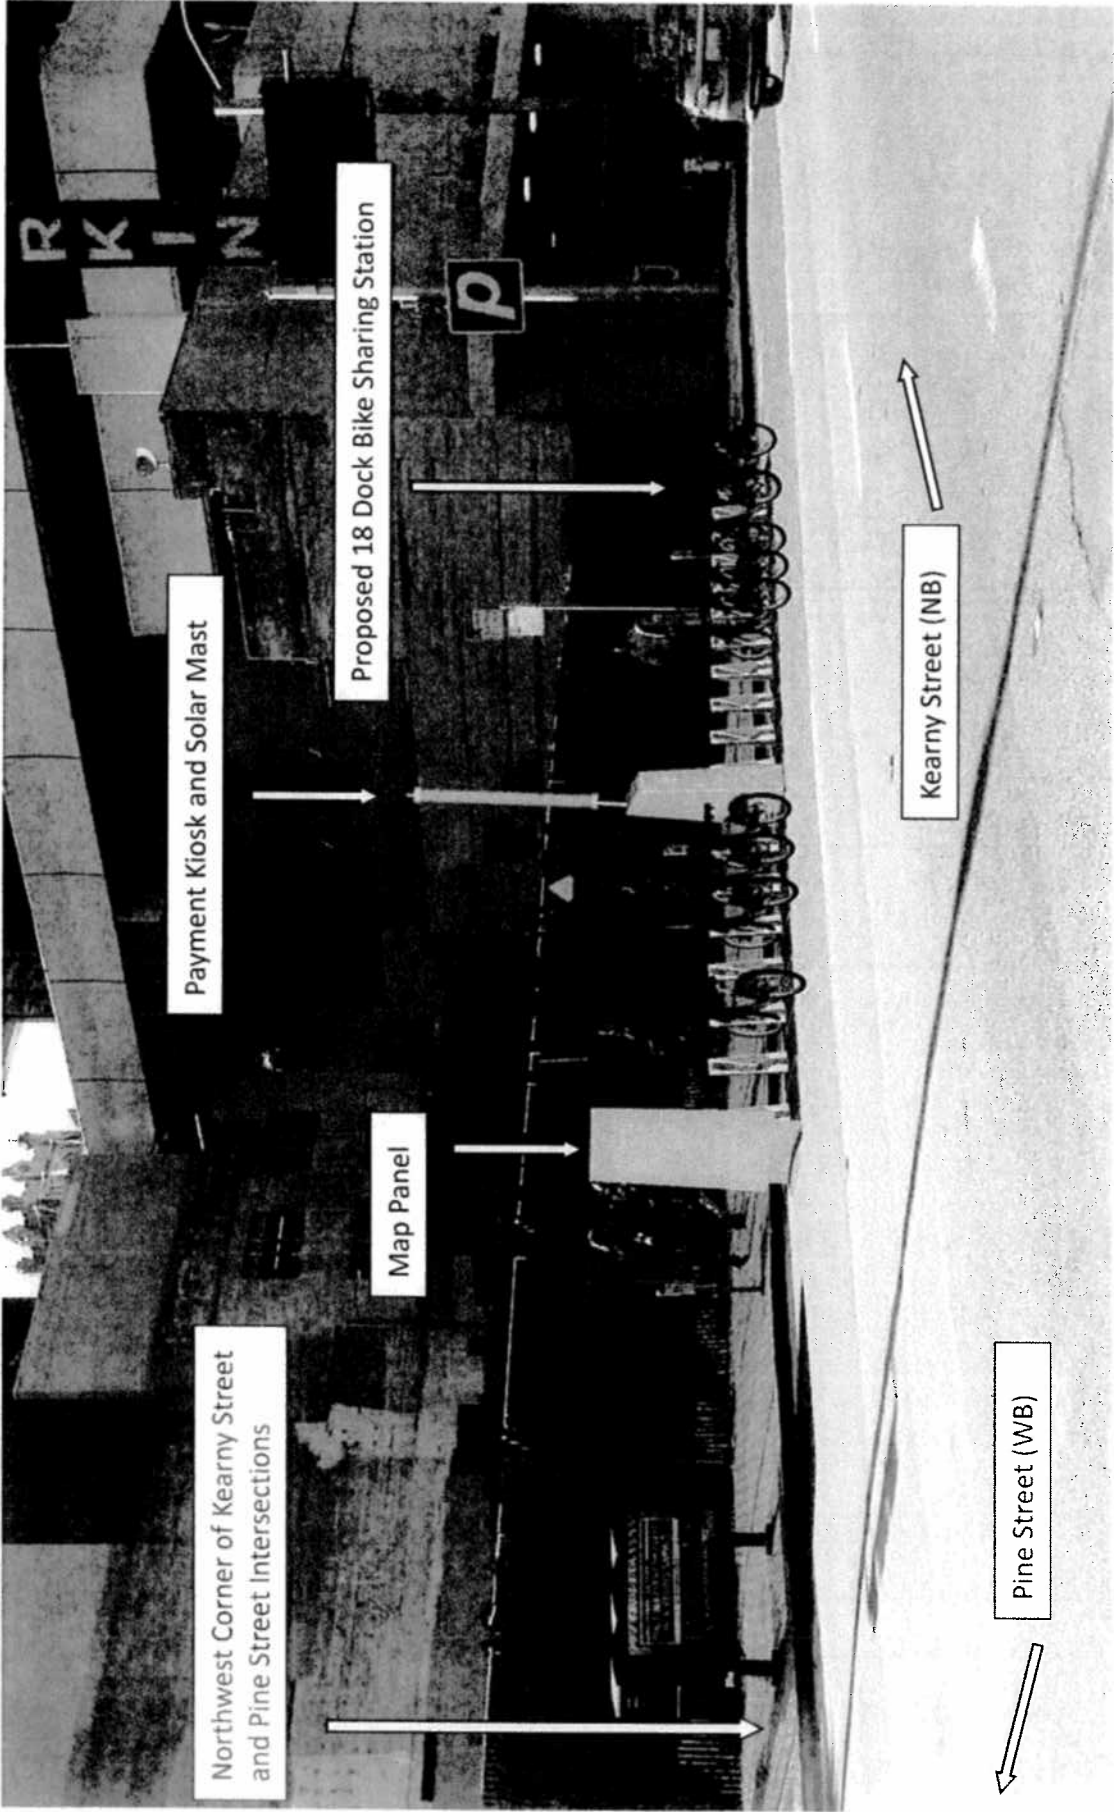 Northwest Corner of Kearny Street
and Pine Street Intersections
Payment Kiosk and Solar Mast
Map Panel
Proposed 18 Dock Bike Sharing Station
R
K
I
N
P
Kearny Street (NB)
Pine Street (WB)